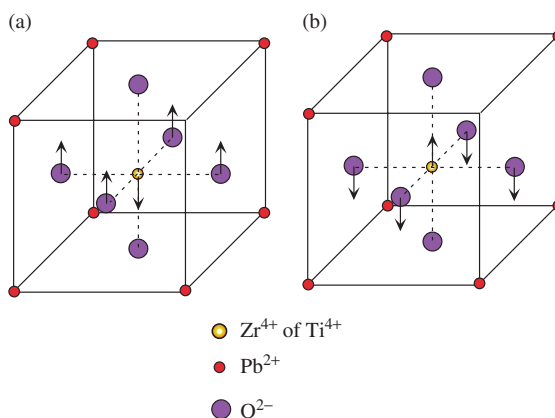 (a)
(b)
Zr⁴⁺ of Ti⁴⁺
Pb²⁺
O²⁻